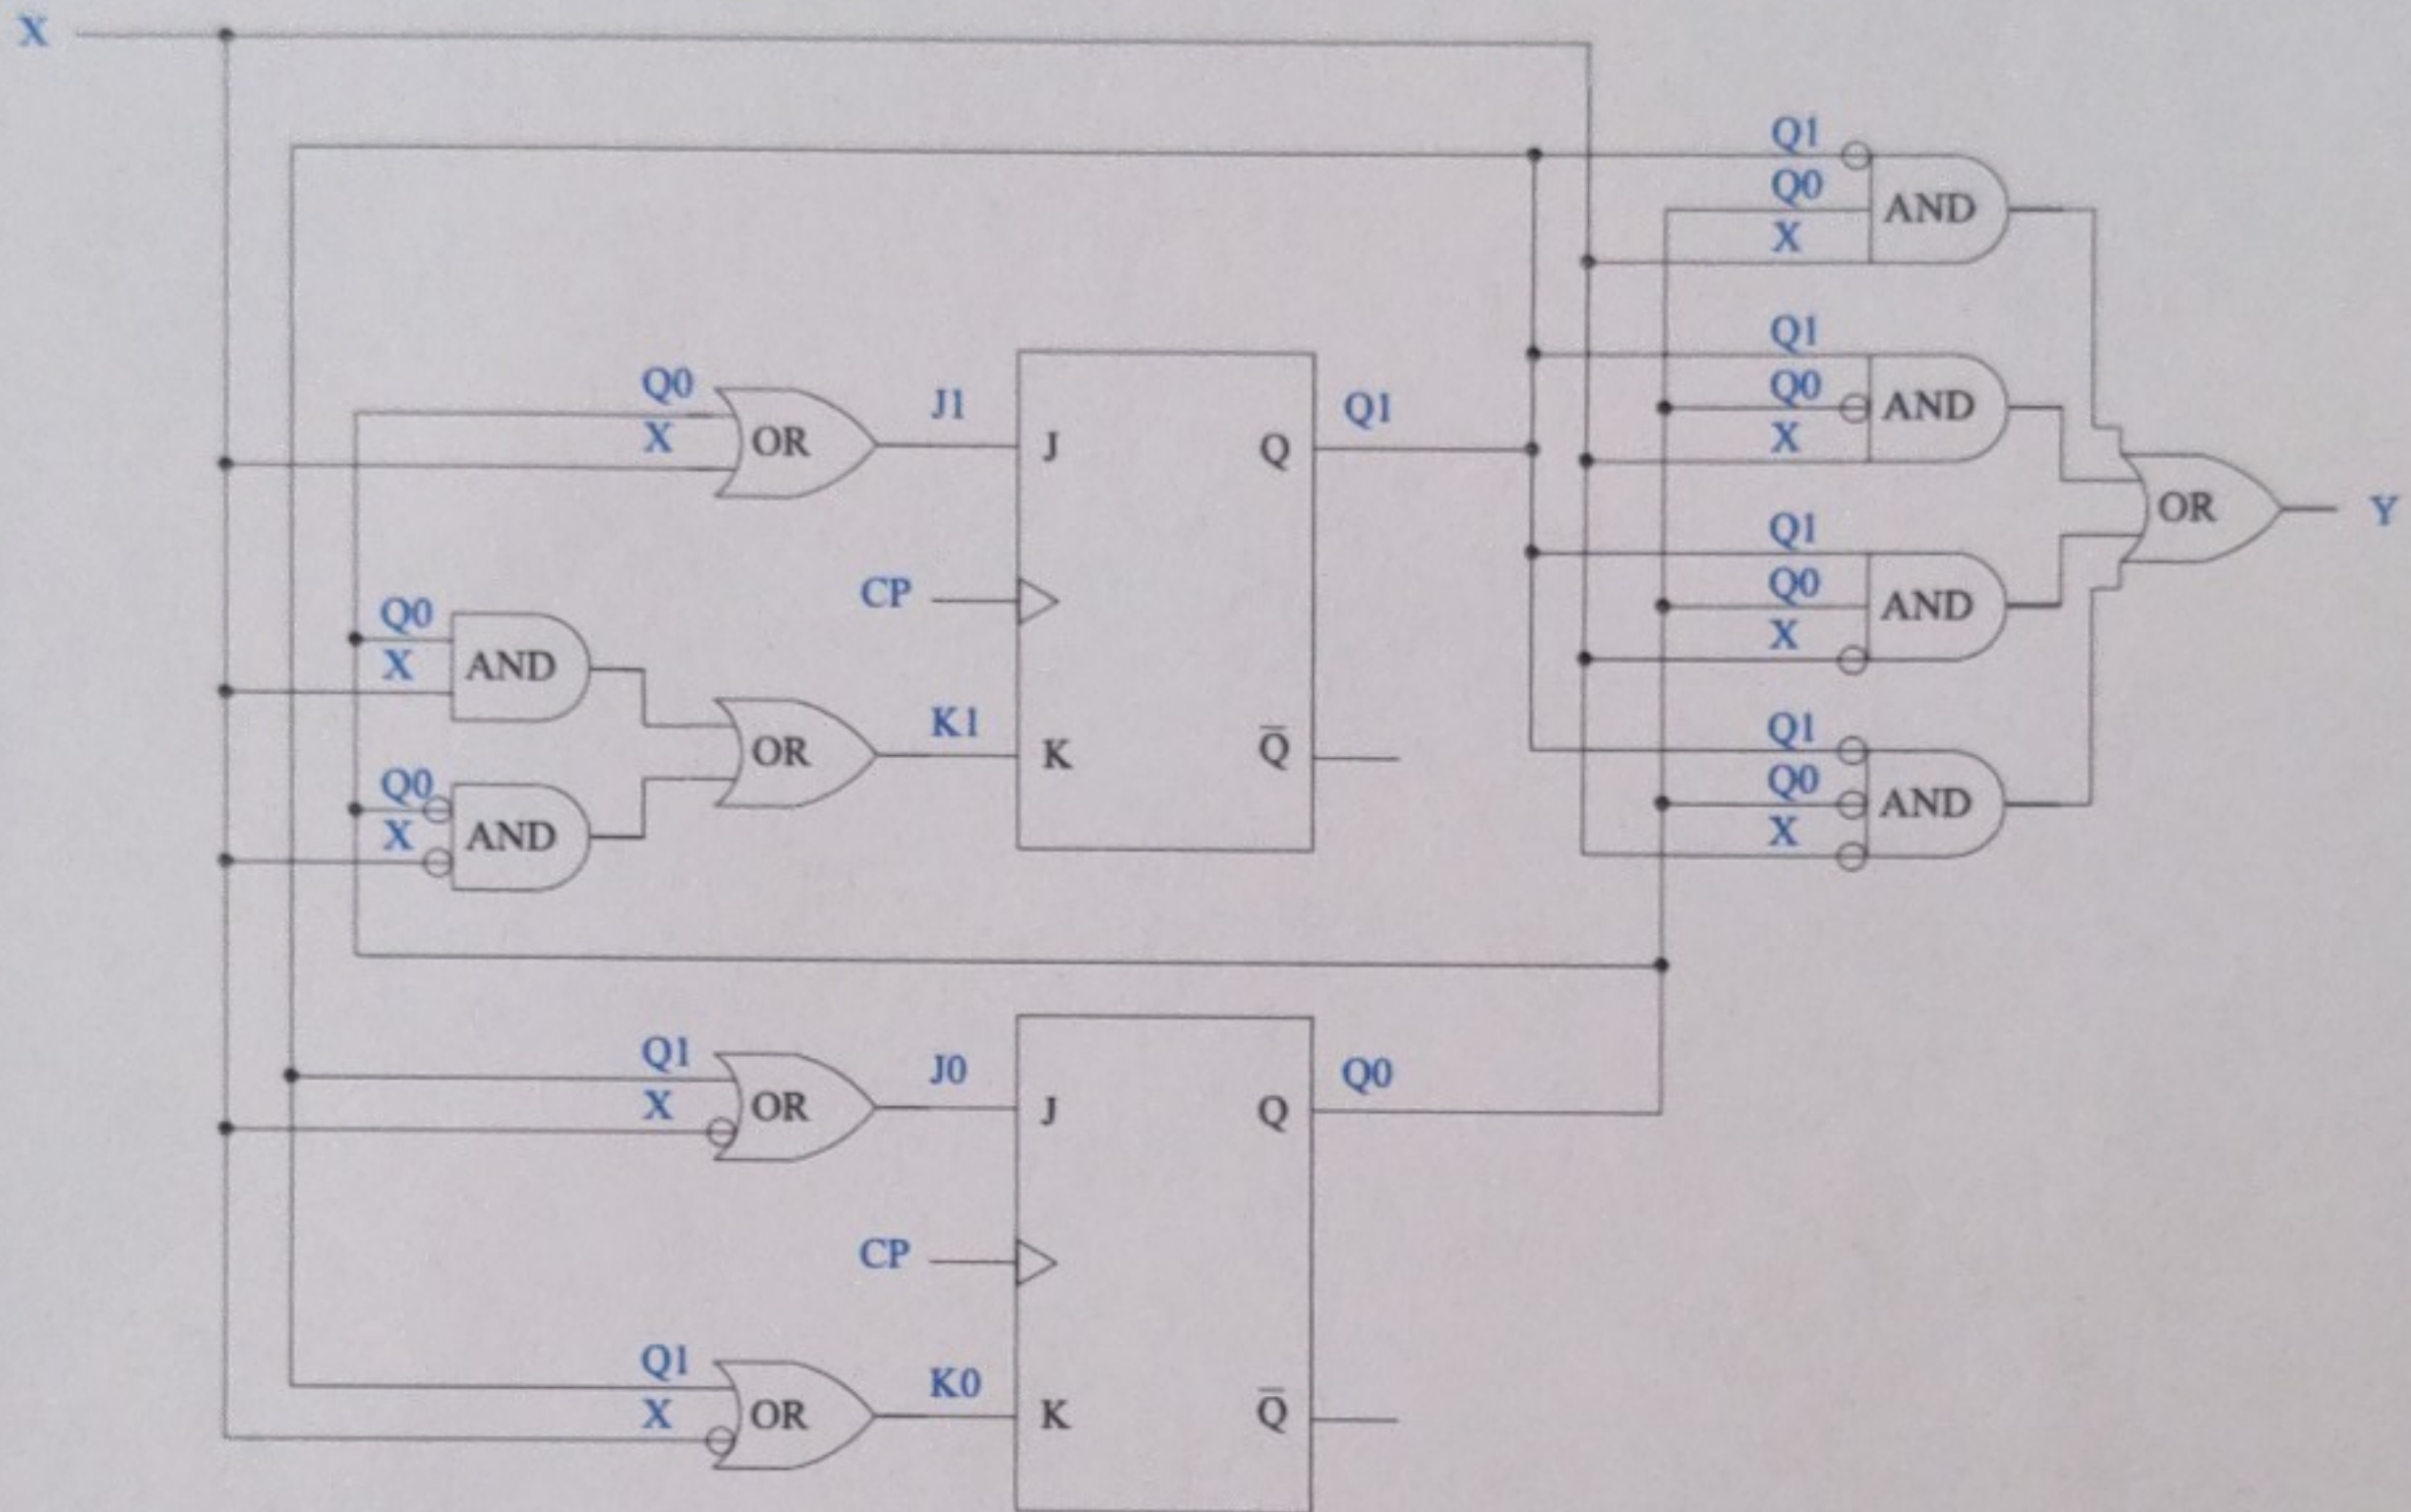 X
Q1
Q0
X
AND
Q1
Q0
X
AND
Q0
X
OR
J1
J
Q
Q1
OR
Y
Q1
Q0
X
AND
CP
Q0
X
AND
OR
K1
K
Q̅
Q1
Q0
X
AND
Q0
X
AND
Q1
X
OR
J0
J
Q
Q0
CP
Q1
X
OR
K0
K
Q̅